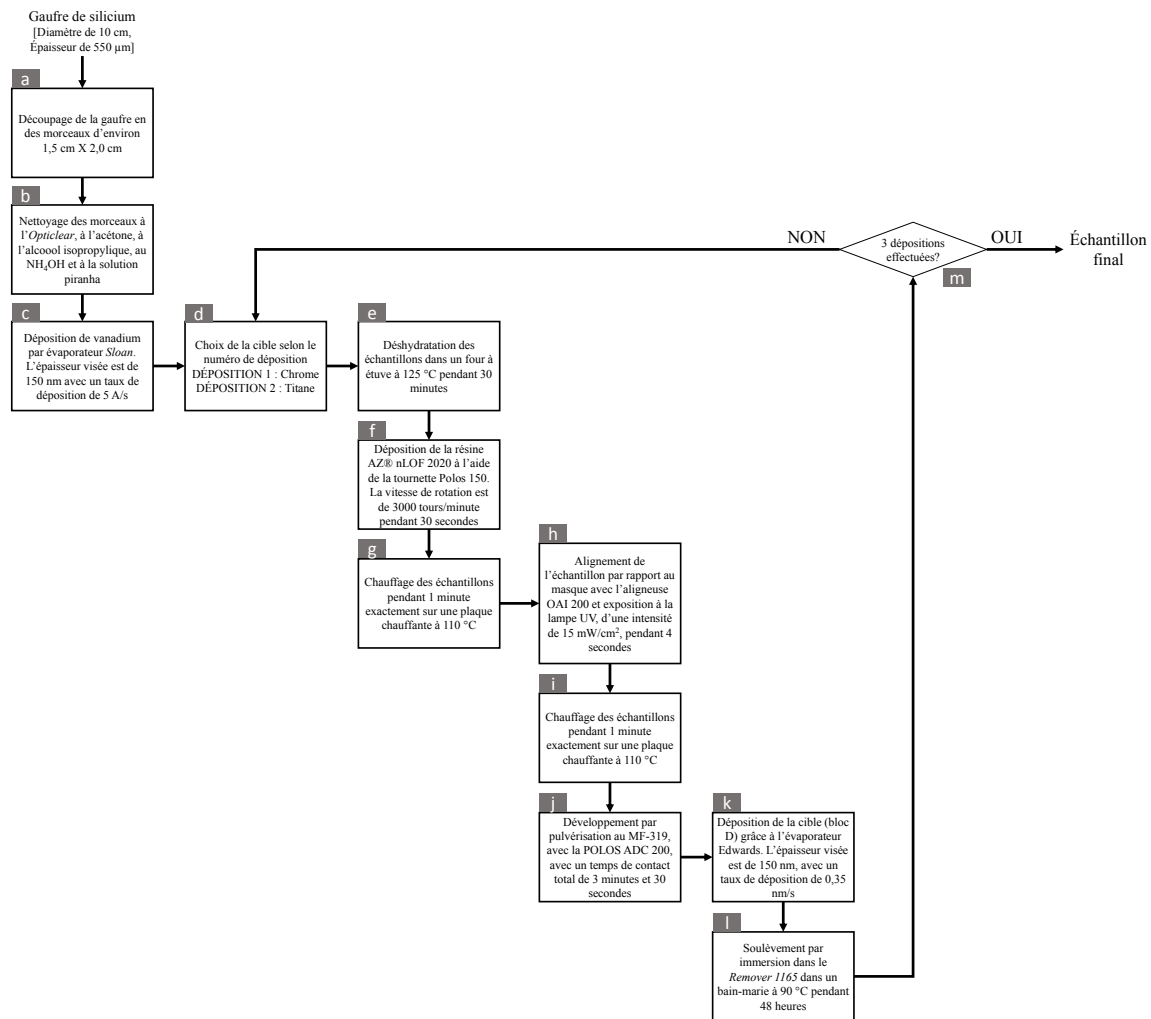 Gaufre de silicium
[Diamètre de 10 cm,
Épaisseur de 550 µm]
a
Découpage de la gaufre en
des morceaux d'environ
1,5 cm X 2,0 cm
b
Nettoyage des morceaux à
l'Opticlear, à l'acétone, à
l'alcoool isopropylique, au
NH₄OH et à la solution
piranha
c
Déposition de vanadium
par évaporateur Sloan.
L'épaisseur visée est de
150 nm avec un taux de
déposition de 5 A/s
d
Choix de la cible selon le
numéro de déposition
DÉPOSITION 1 : Chrome
DÉPOSITION 2 : Titane
e
Déshydratation des
échantillons dans un four à
étuve à 125 °C pendant 30
minutes
f
Déposition de la résine
AZ® nLOF 2020 à l'aide
de la tournette Polos 150.
La vitesse de rotation est
de 3000 tours/minute
pendant 30 secondes
g
Chauffage des échantillons
pendant 1 minute
exactement sur une plaque
chauffante à 110 °C
h
Alignement de
l'échantillon par rapport au
masque avec l'aligneuse
OAI 200 et exposition à la
lampe UV, d'une intensité
de 15 mW/cm², pendant 4
secondes
i
Chauffage des échantillons
pendant 1 minute
exactement sur une plaque
chauffante à 110 °C
j
Développement par
pulvérisation au MF-319,
avec la POLOS ADC 200,
avec un temps de contact
total de 3 minutes et 30
secondes
k
Déposition de la cible (bloc
D) grâce à l'évaporateur
Edwards. L'épaisseur visée
est de 150 nm, avec un
taux de déposition de 0,35
nm/s
l
Soulèvement par
immersion dans le
Remover 1165 dans un
bain-marie à 90 °C pendant
48 heures
m
3 dépositions
effectuées?
NON
OUI
Échantillon
final